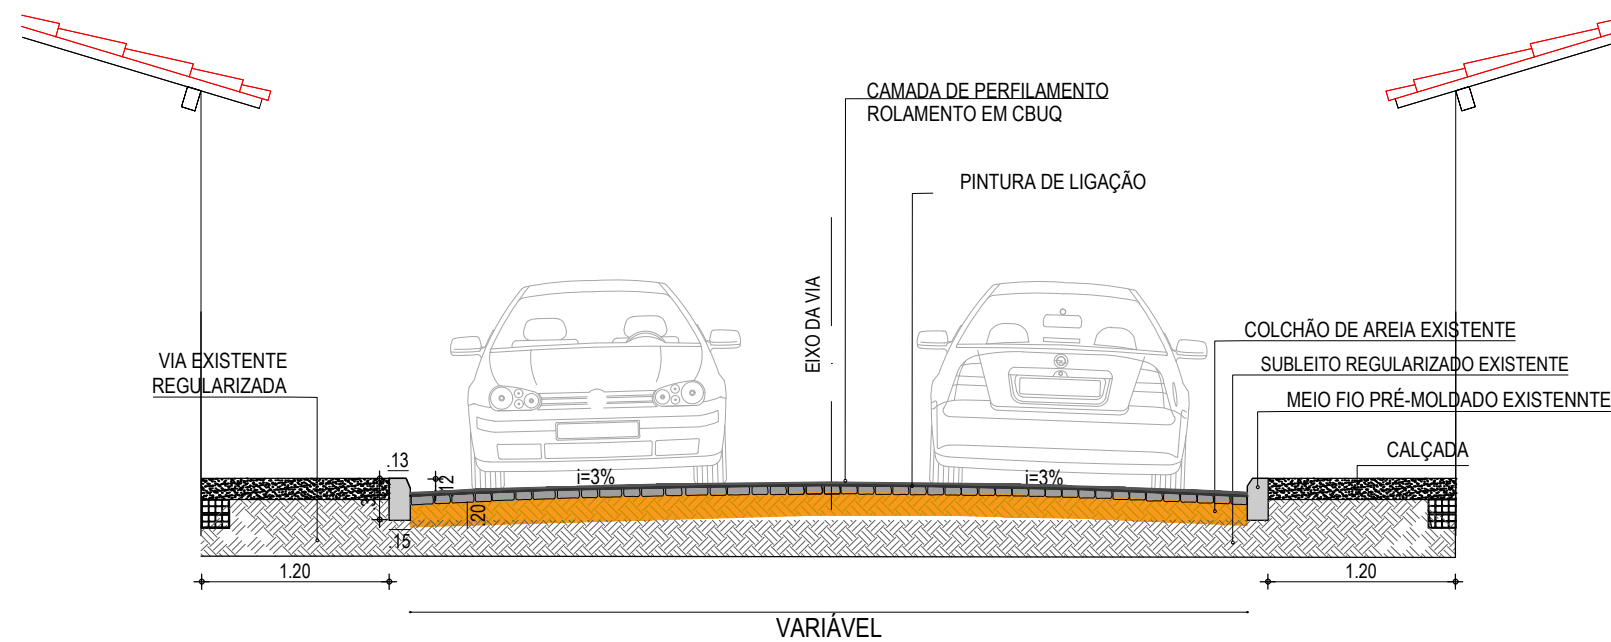 CAMADA DE PERFILAMENTO
ROLAMENTO EM CBUQ
PINTURA DE LIGAÇÃO
EIXO DA VIA
COLCHÃO DE AREIA EXISTENTE
VIA EXISTENTE
REGULARIZADA
SUBLEITO REGULARIZADO EXISTENTE
MEIO FIO PRÉ-MOLDADO EXISTENNTE
CALÇADA
.13
i=3%
i=3%
.12
.20
.15
1.20
1.20
VARIÁVEL